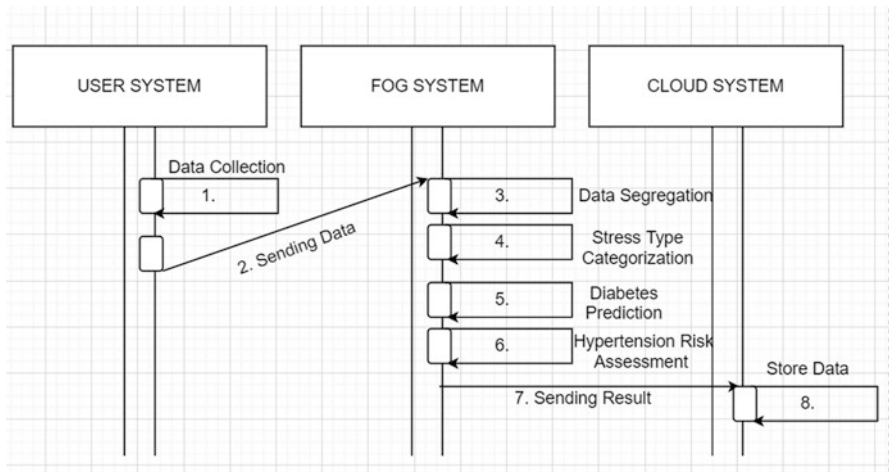 USER SYSTEM
FOG SYSTEM
CLOUD SYSTEM
Data Collection
1.
2. Sending Data
3.
Data Segregation
4.
Stress Type
Categorization
5.
Diabetes
Prediction
6.
Hypertension Risk
Assessment
7. Sending Result
Store Data
8.